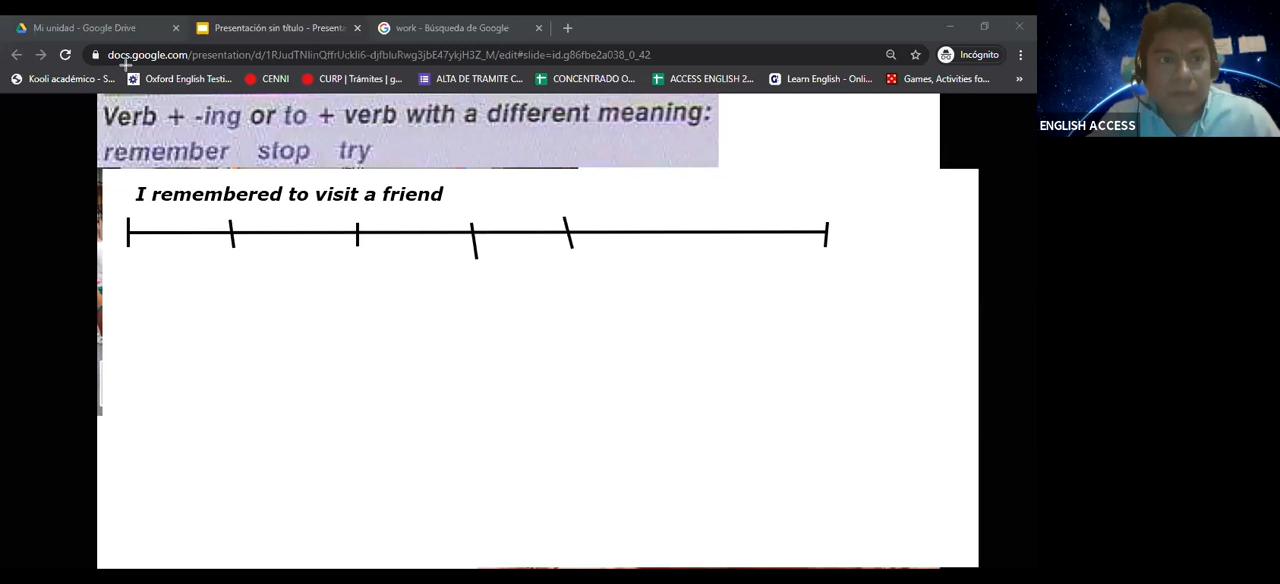 Mi unidad - Google Drive
Presentación sin título - Presenta
work - Búsqueda de Google
docs.google.com/presentation/d/1RJudTNIinQffrUckli6-djfbIuRwg3jbE47ykjH3Z_M/edit#slide=id.g86fbe2a038_0_42
Incógnito
Kooli académico - S...
Oxford English Testi...
CENNI
CURP | Trámites | g...
ALTA DE TRAMITE C...
CONCENTRADO O...
ACCESS ENGLISH 2...
Learn English - Onli...
Games, Activities fo...
Verb + -ing or to + verb with a different meaning:
remember stop try
I remembered to visit a friend
ENGLISH ACCESS